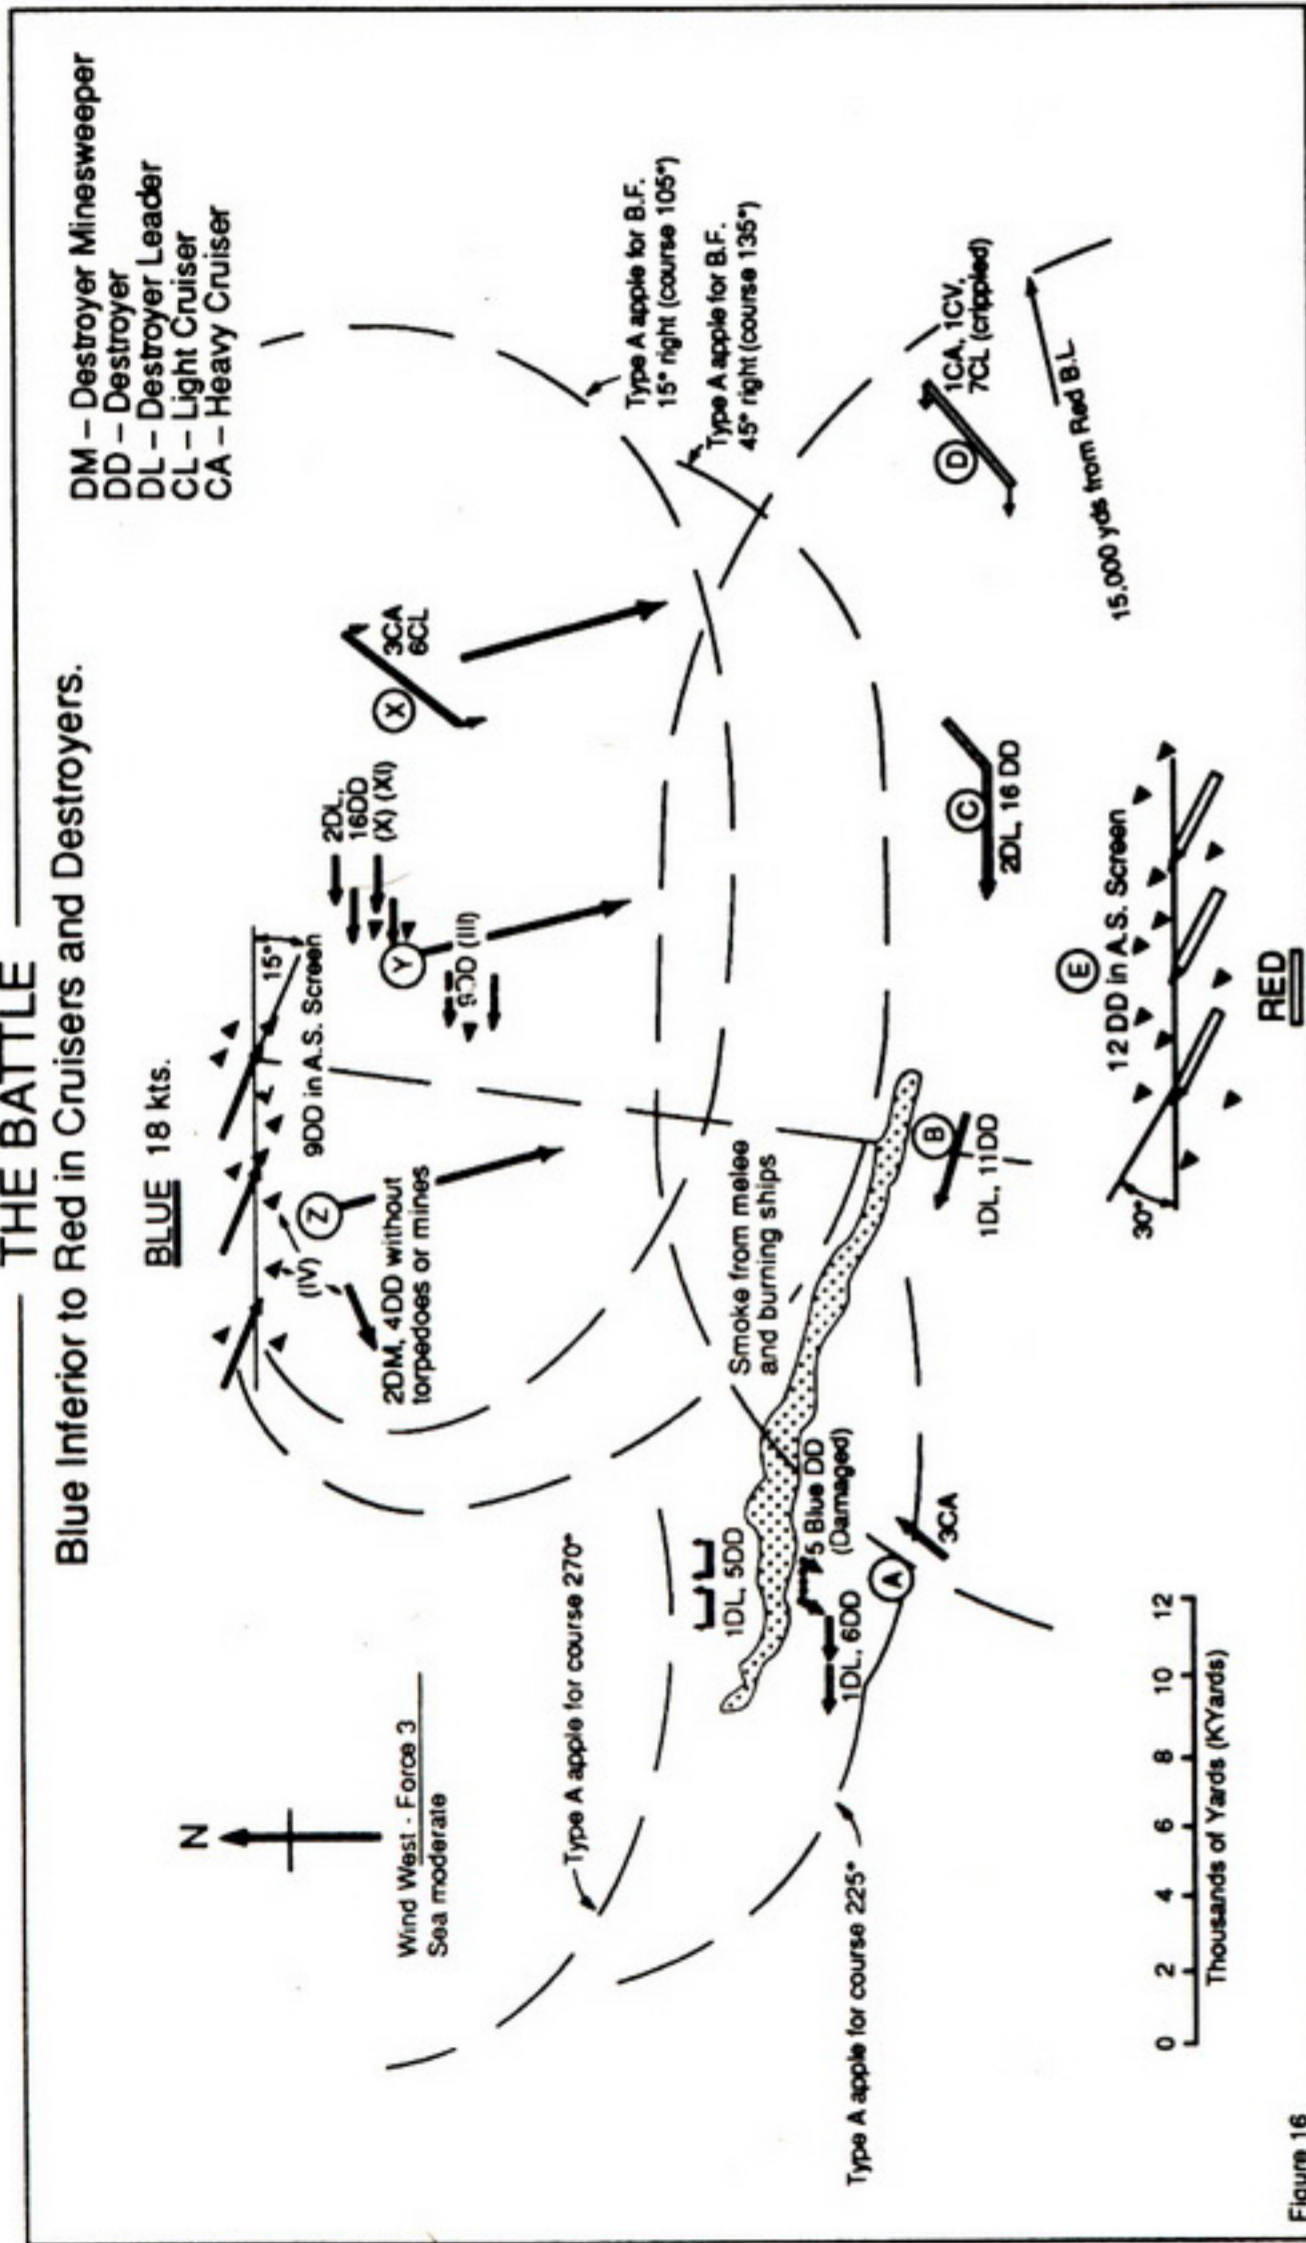 THE BATTLE
Blue Inferior to Red in Cruisers and Destroyers.
DM – Destroyer Minesweeper
DD – Destroyer
DL – Destroyer Leader
CL – Light Cruiser
CA – Heavy Cruiser
N
Wind West - Force 3
Sea moderate
BLUE 18 kts.
15°
9DD in A.S. Screen
(IV)
Z
2DM, 4DD without
torpedoes or mines
2DL,
16DD
(X) (XI)
Y
9DD (III)
X
3CA
6CL
Type A apple for B.F.
15° right (course 105°)
Type A apple for B.F.
45° right (course 135°)
Type A apple for course 270°
Smoke from melee
and burning ships
1DL, 5DD
5 Blue DD
(Damaged)
1DL, 6DD
A
3CA
B
1DL, 11DD
C
2DL, 16 DD
D
1CA, 1CV,
7CL (crippled)
15,000 yds from Red B.L.
Type A apple for course 225°
E
12 DD in A.S. Screen
30°
RED
0 2 4 6 8 10 12
Thousands of Yards (KYards)
Figure 16